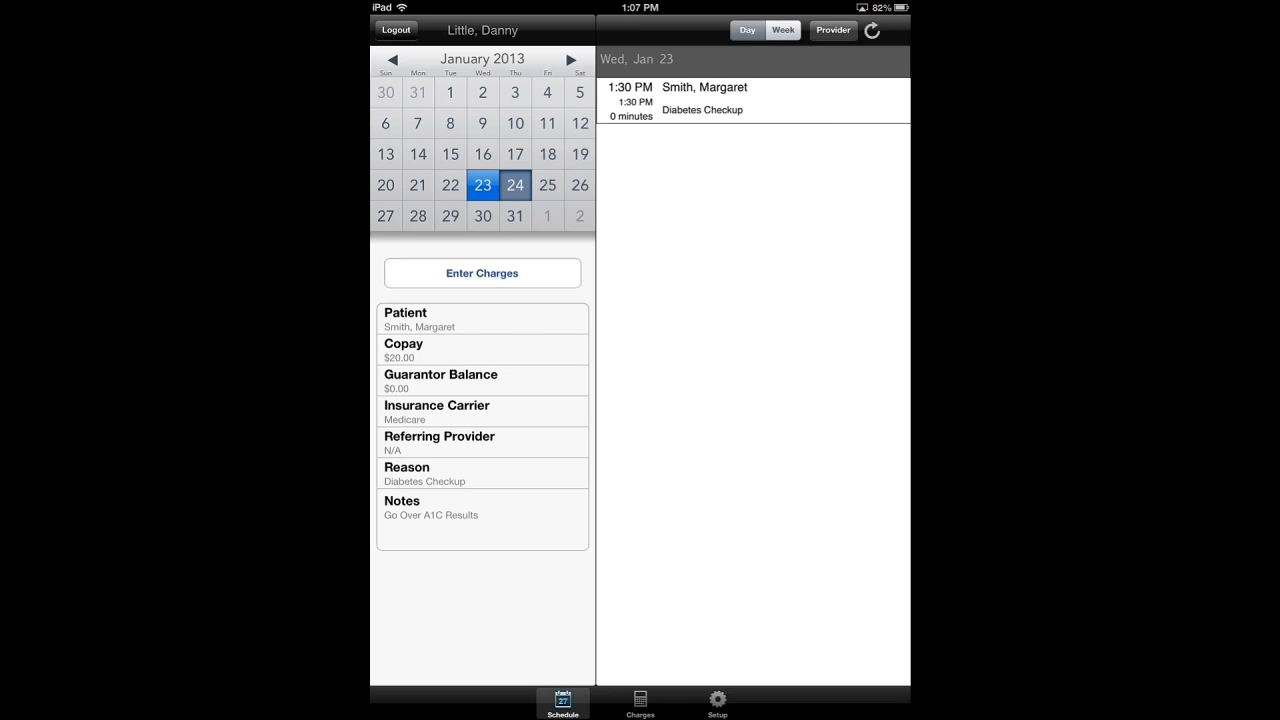 iPad 1:07 PM 82%
Logout Little, Danny Day Week Provider
January 2013
Sun Mon Tue Wed Thu Fri Sat
30 31 1 2 3 4 5
6 7 8 9 10 11 12
13 14 15 16 17 18 19
20 21 22 23 24 25 26
27 28 29 30 31 1 2
Enter Charges
Patient
Smith, Margaret
Copay
$20.00
Guarantor Balance
$0.00
Insurance Carrier
Medicare
Referring Provider
N/A
Reason
Diabetes Checkup
Notes
Go Over A1C Results
Wed, Jan 23
1:30 PM Smith, Margaret
1:30 PM
Diabetes Checkup
0 minutes
27
Schedule Charges Setup